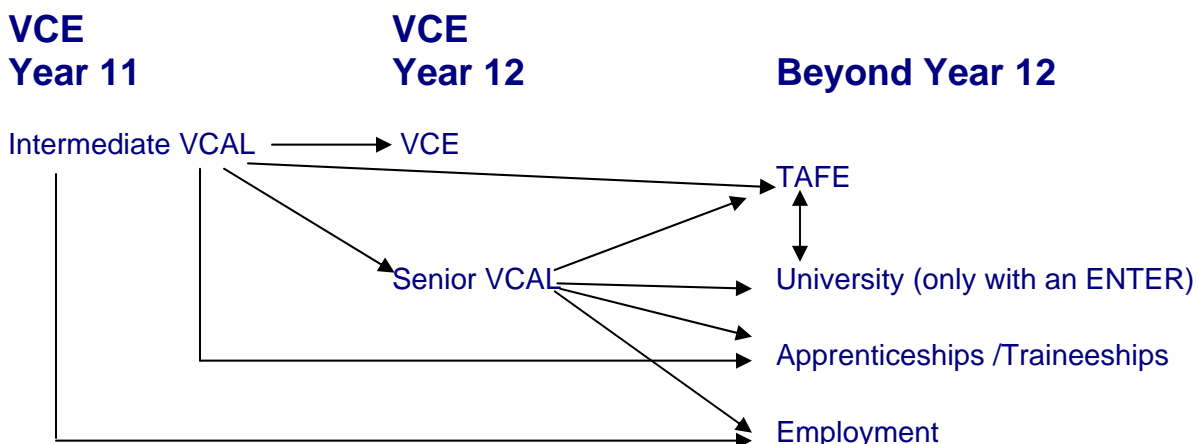 VCE VCE
Year 11 Year 12 Beyond Year 12
Intermediate VCAL VCE
TAFE
Senior VCAL University (only with an ENTER)
Apprenticeships /Traineeships
Employment